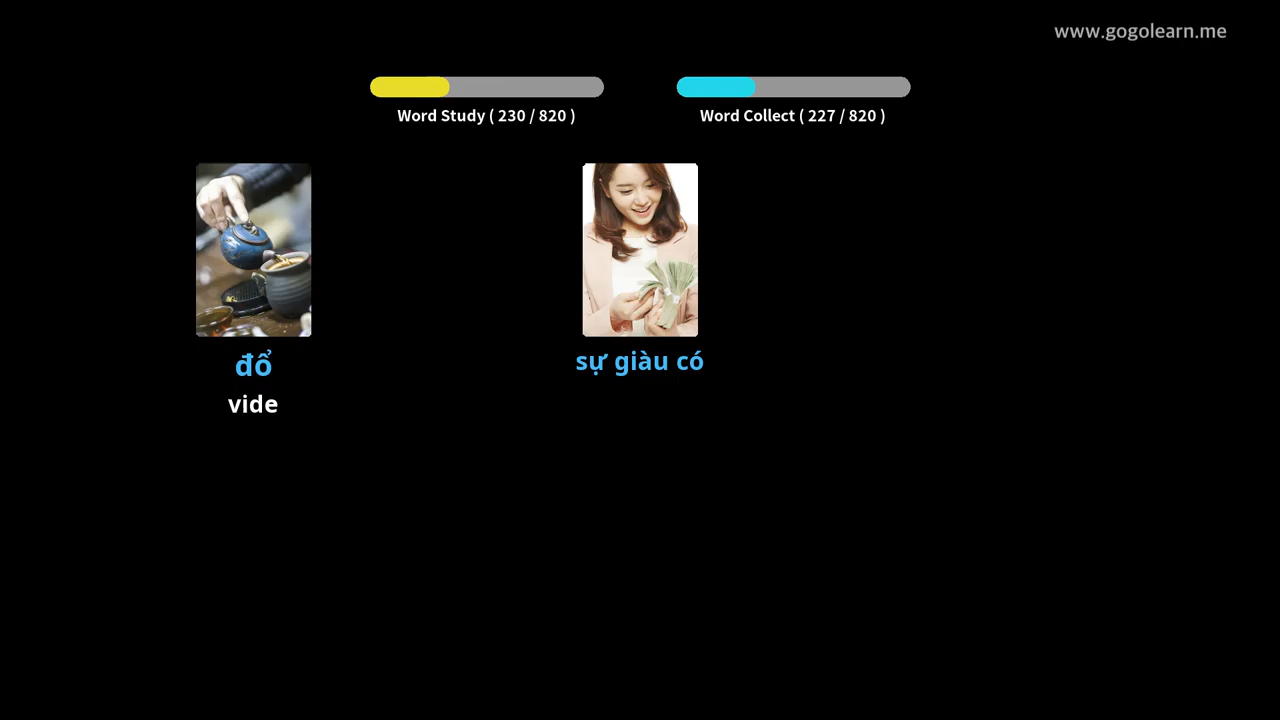 www.gogolearn.me
Word Study ( 230 / 820 )
Word Collect ( 227 / 820 )
đổ
vide
sự giàu có